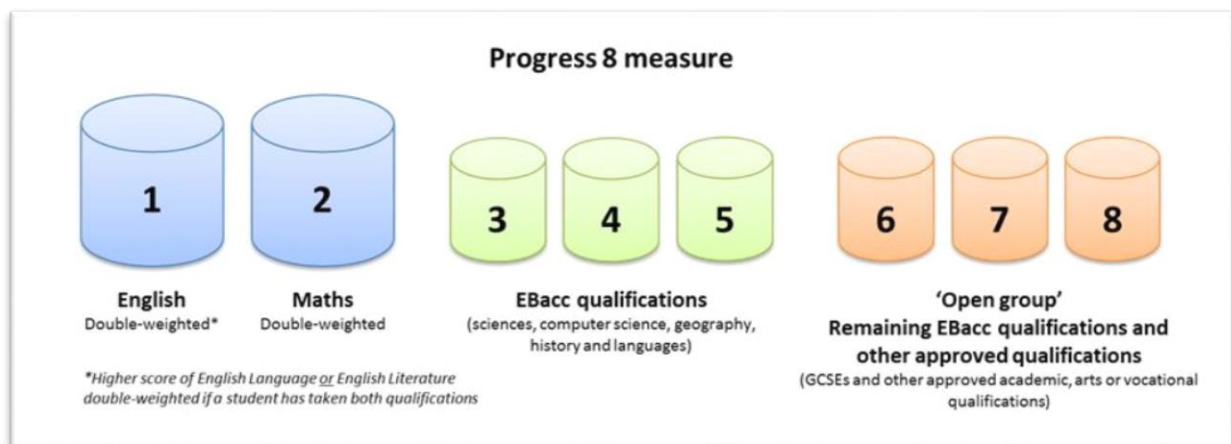 Progress 8 measure
1
2
3
4
5
6
7
8
English
Double-weighted*
Maths
Double-weighted
*Higher score of English Language or English Literature
double-weighted if a student has taken both qualifications
EBacc qualifications
(sciences, computer science, geography,
history and languages)
‘Open group’
Remaining EBacc qualifications and
other approved qualifications
(GCSEs and other approved academic, arts or vocational
qualifications)